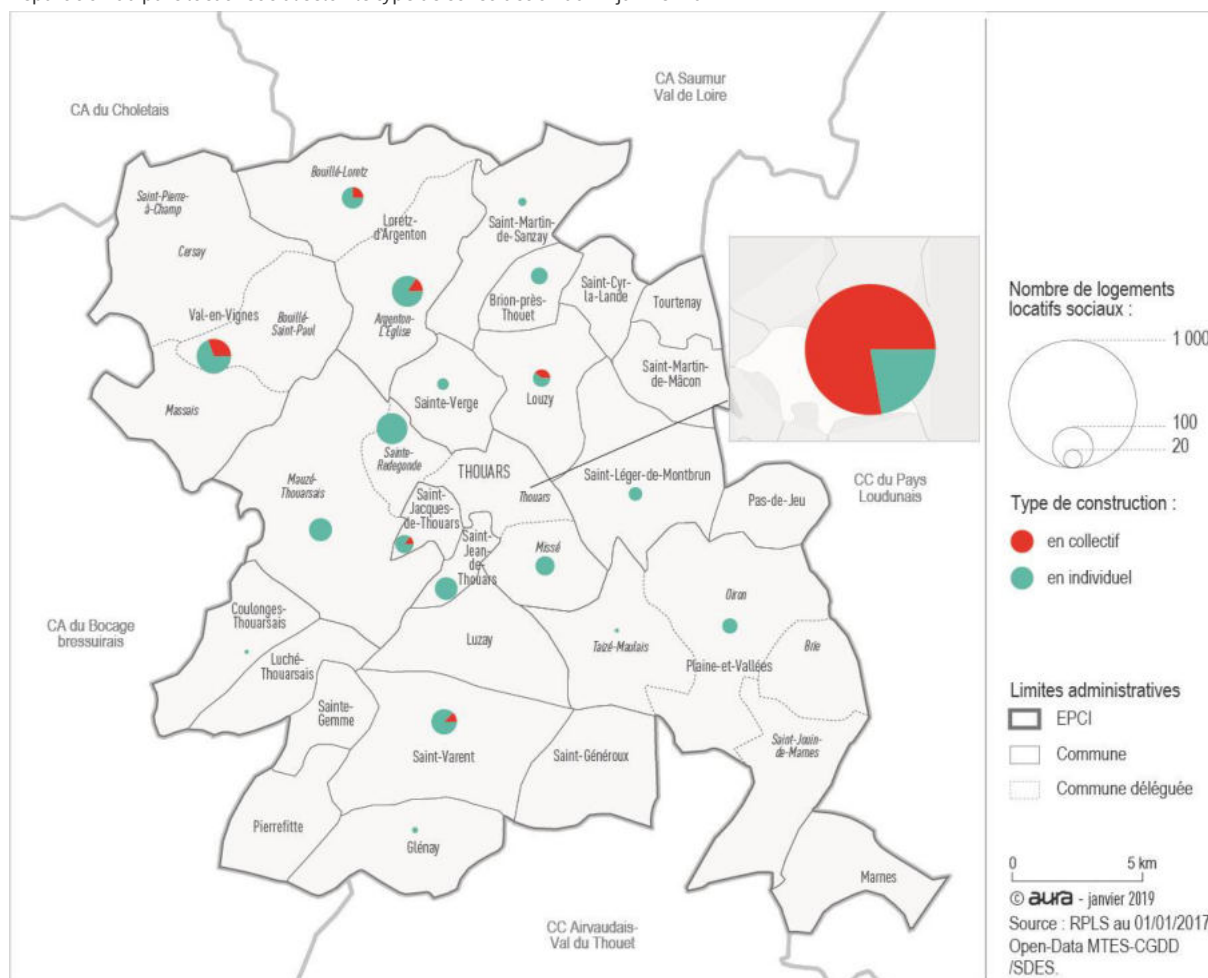 CA du Choletais
CA Saumur
Val de Loire
Bouillé-Loretz
Saint-Pierre-
à-Champ
Loretz-
d'Argenton
Saint-Martin-
de-Sanzay
Cersay
Brion-près-
Thouet
Saint-Cyr-
la-Lande
Tourtenay
Val-en-Vignes
Bouillé-
Saint-Paul
Argenton-
L'Église
Saint-Martin-
de-Mâcon
Massais
Sainte-Verge
Louzy
Sainte-
Radegonde
THOUARS
Thouars
Saint-Léger-de-Montbrun
CC du Pays
Loudunais
Mauzé-
Thouarsais
Saint-
Jacques-
de-Thouars
Pas-de-Jeu
Saint-
Jean-
de-
Thouars
Missé
Oiron
CA du Bocage
bressuirais
Coulonges-
Thouarsais
Luzay
Taizé-Maulais
Brie
Luché-
Thouarsais
Plaine-et-Vallées
Sainte-
Gemme
Saint-Varent
Saint-Généroux
Saint-Jouin-
de-Marnes
Pierrefitte
Glénay
Marnes
CC Airvaudais-
Val du Thouet
Nombre de logements
locatifs sociaux :
1 000
100
20
Type de construction :
en collectif
en individuel
Limites administratives
EPCI
Commune
Commune déléguée
0 5 km
© aura - janvier 2019
Source : RPLS au 01/01/2017
Open-Data MTES-CGDD
/SDES.